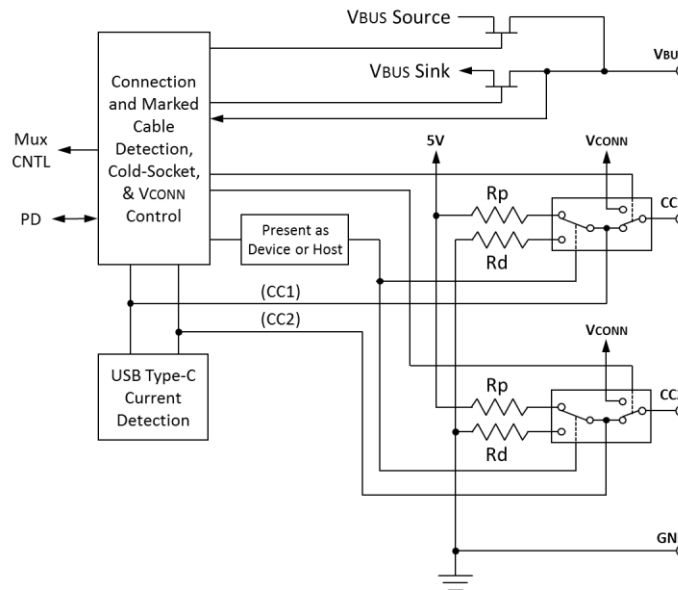 VBUS Source
VBUS Sink
VBU
Connection
and Marked
Cable
Detection,
Cold-Socket,
& VCONN
Control
Mux
CNTL
PD
5V
VCONN
Rp
Rd
CC
Present as
Device or Host
(CC1)
(CC2)
USB Type-C
Current
Detection
VCONN
Rp
Rd
CC
GN